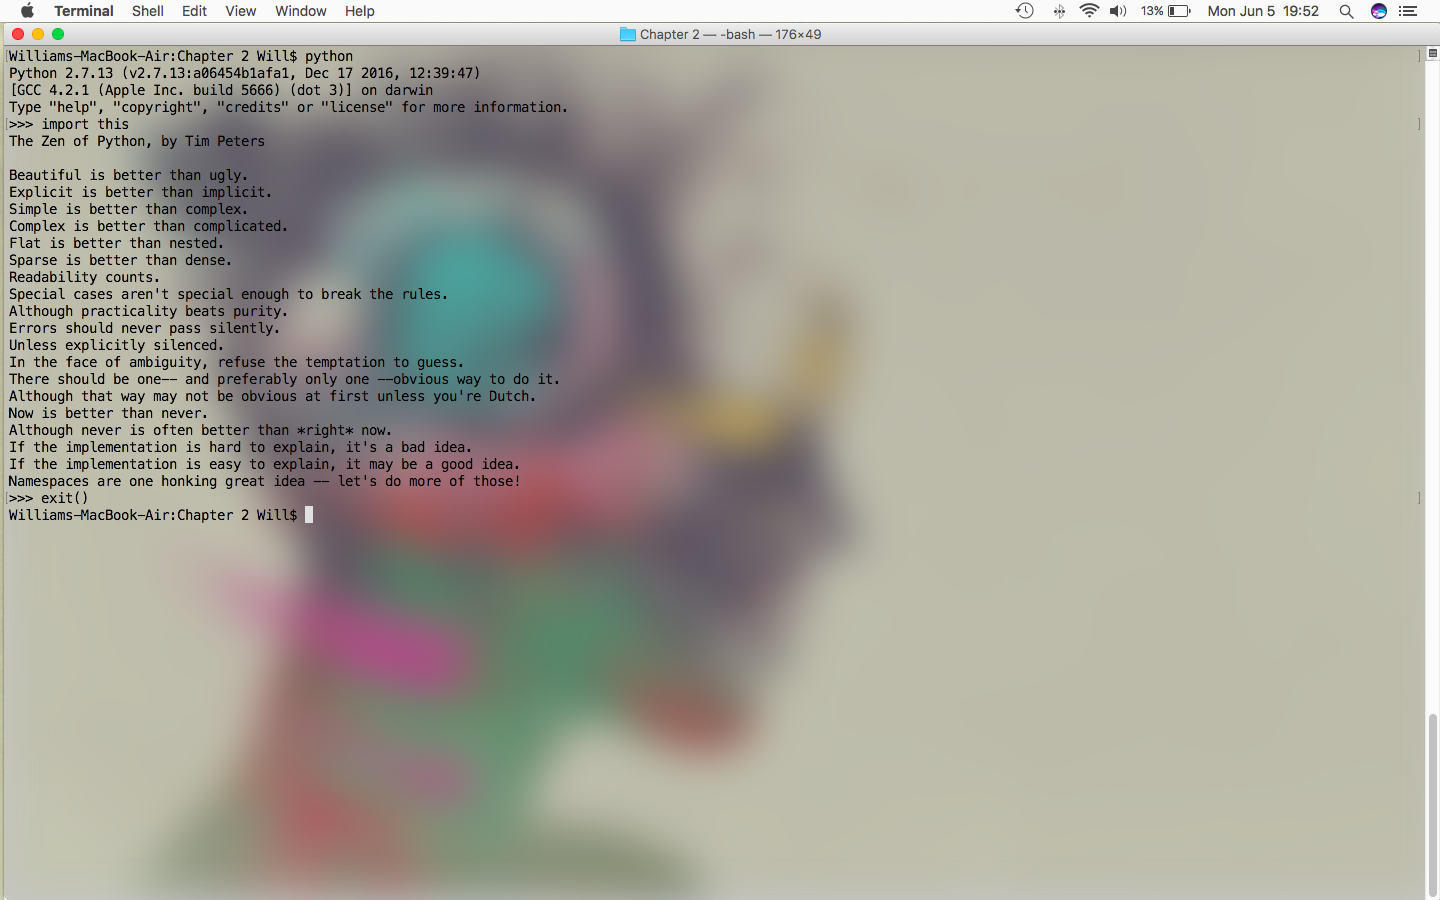 Terminal Shell Edit View Window Help 13% Mon Jun 5 19:52
Chapter 2 — -bash — 176×49
Williams-MacBook-Air:Chapter 2 Will$ python
Python 2.7.13 (v2.7.13:a06454b1afa1, Dec 17 2016, 12:39:47)
[GCC 4.2.1 (Apple Inc. build 5666) (dot 3)] on darwin
Type "help", "copyright", "credits" or "license" for more information.
>>> import this
The Zen of Python, by Tim Peters
Beautiful is better than ugly.
Explicit is better than implicit.
Simple is better than complex.
Complex is better than complicated.
Flat is better than nested.
Sparse is better than dense.
Readability counts.
Special cases aren't special enough to break the rules.
Although practicality beats purity.
Errors should never pass silently.
Unless explicitly silenced.
In the face of ambiguity, refuse the temptation to guess.
There should be one-- and preferably only one --obvious way to do it.
Although that way may not be obvious at first unless you're Dutch.
Now is better than never.
Although never is often better than *right* now.
If the implementation is hard to explain, it's a bad idea.
If the implementation is easy to explain, it may be a good idea.
Namespaces are one honking great idea -- let's do more of those!
>>> exit()
Williams-MacBook-Air:Chapter 2 Will$